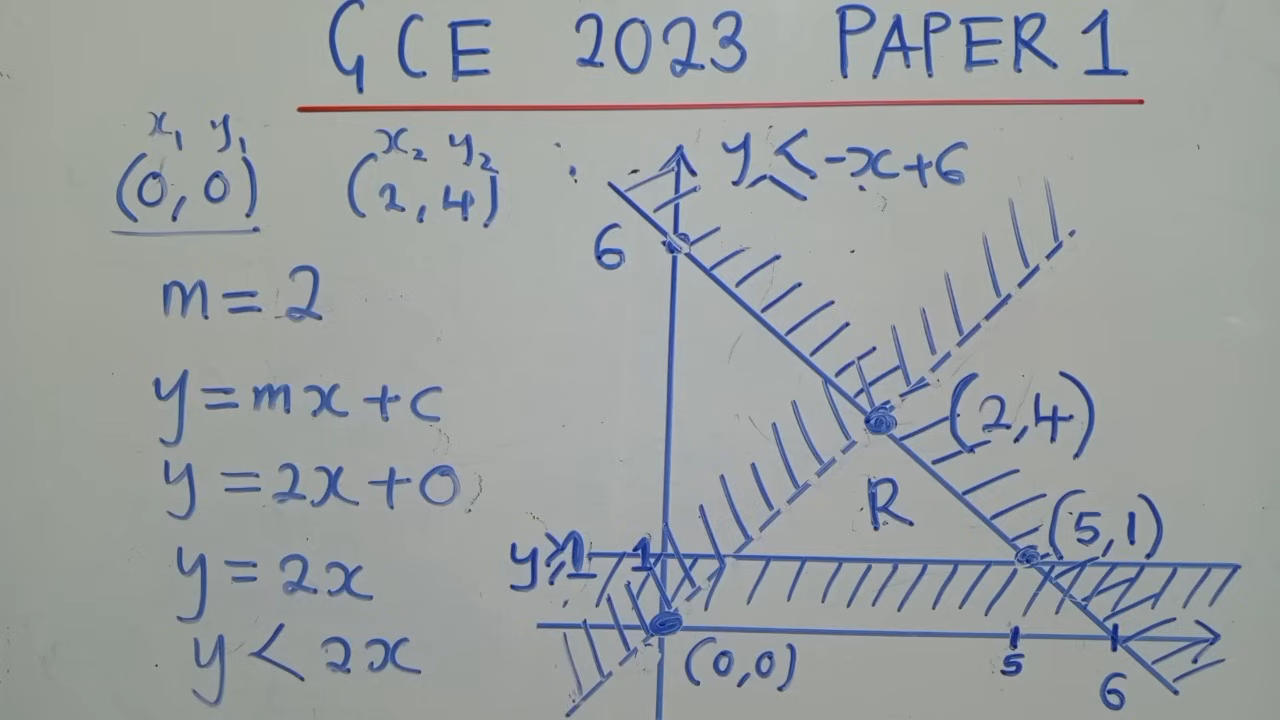 GCE 2023 PAPER 1
x₁ y₁
(0,0)
x₂ y₂
(2,4)
m = 2
y = mx + c
y = 2x + 0
y = 2x
y < 2x
y ≤ -x+6
6
(2,4)
R
(5,1)
y ≥ 1
1
(0,0)
5
6